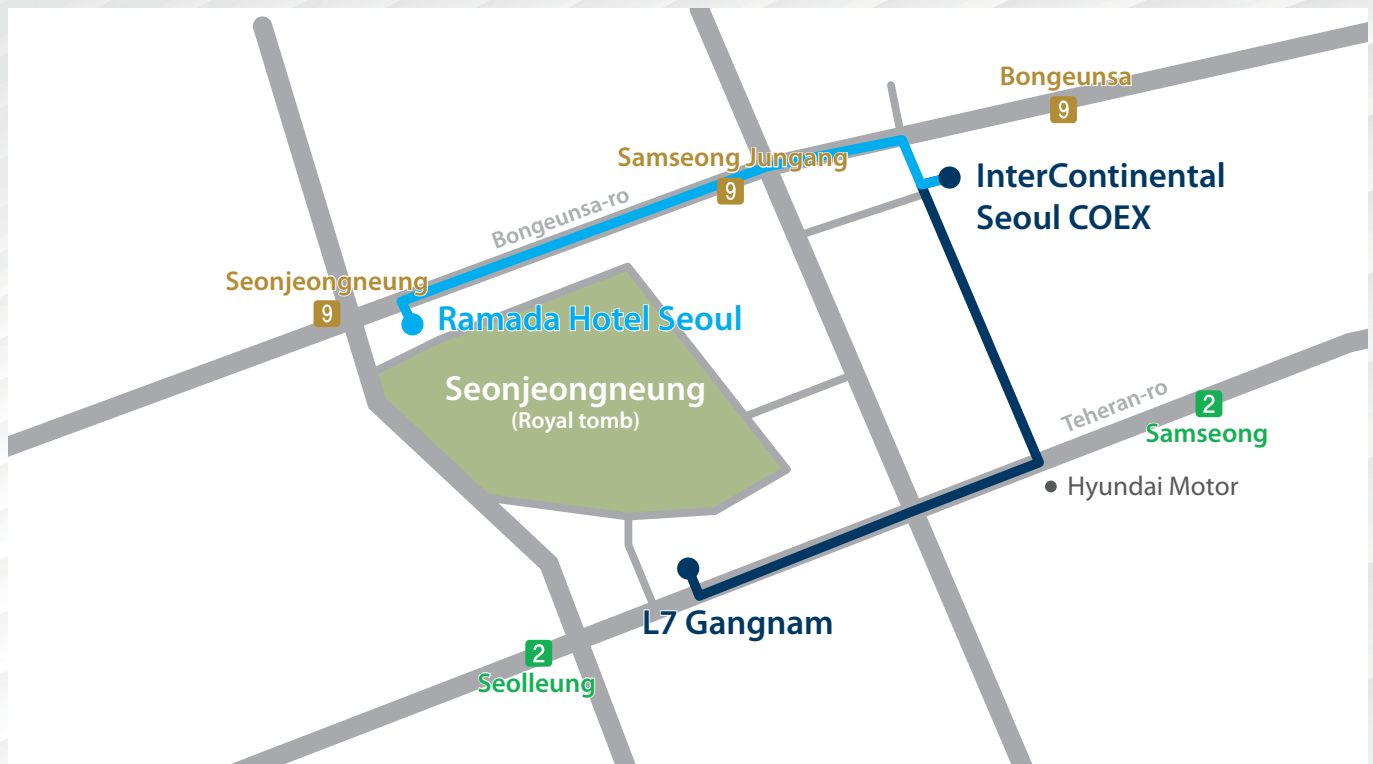 Bongeunsa
9
Samseong Jungang
9
InterContinental
Seoul COEX
Bongeunsa-ro
Seonjeongneung
9
Ramada Hotel Seoul
Seonjeongneung
(Royal tomb)
Teheran-ro
2
Samseong
Hyundai Motor
L7 Gangnam
2
Seolleung